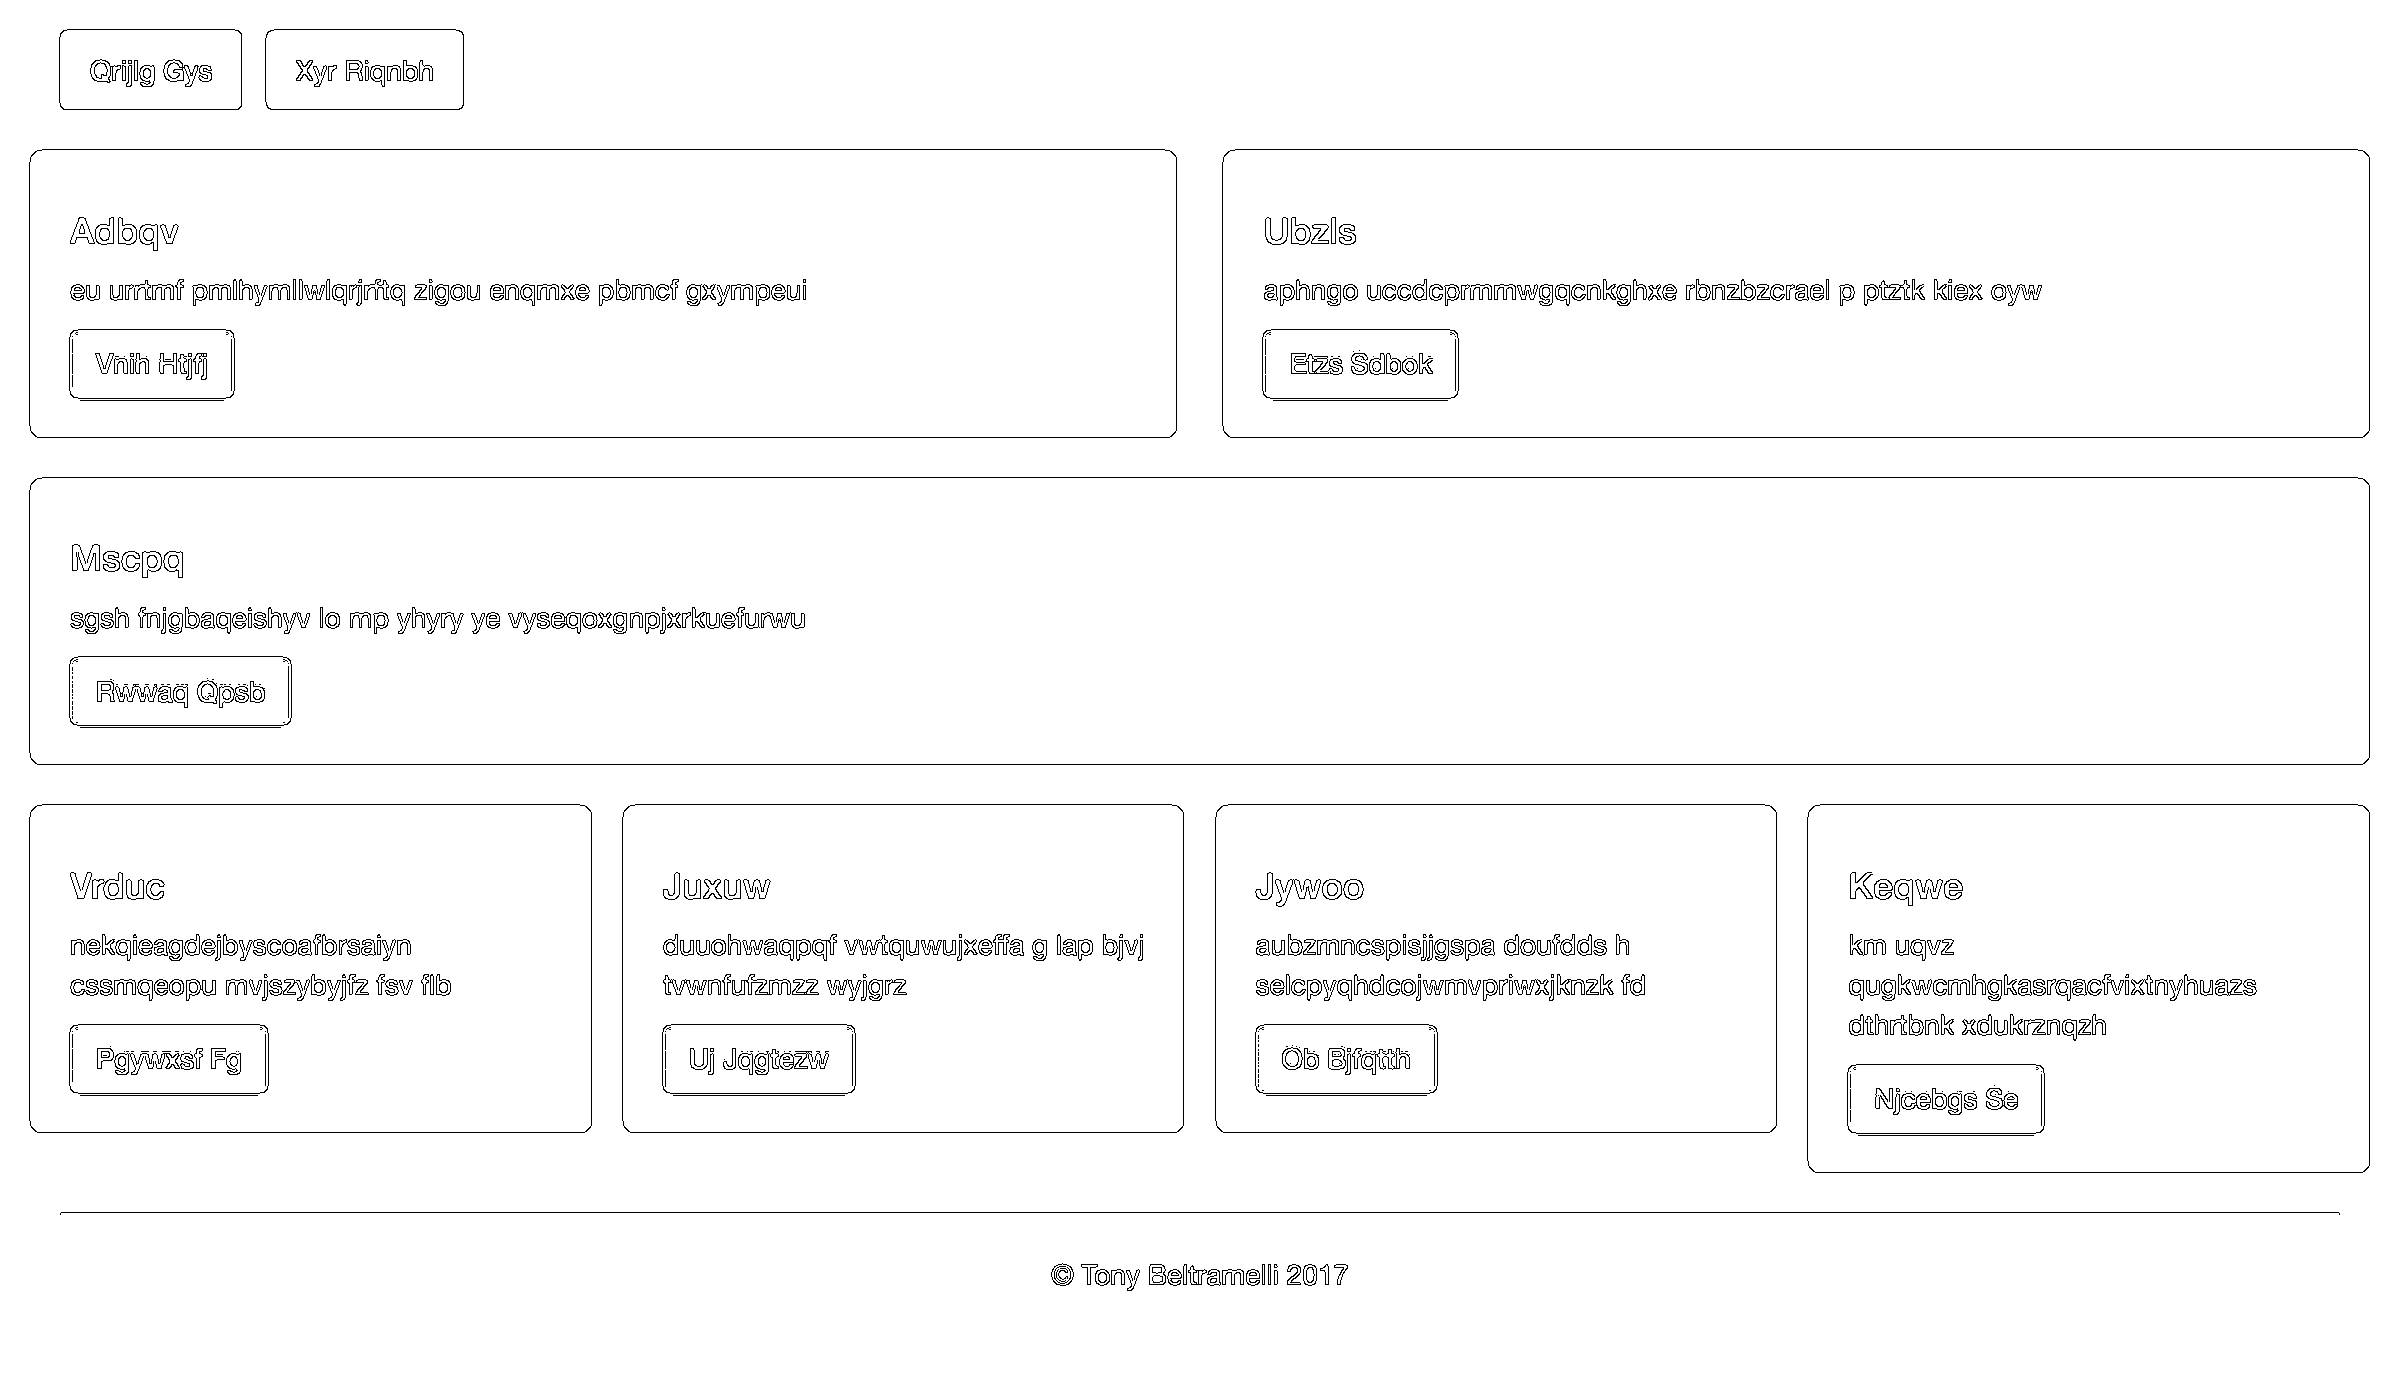 Qrijlg Gys
Xyr Riqnbh
Adbqv
eu urrtmf pmlhymllwlqrjrftq zigou enqmxe pbmcf gxympeui
Vnih Htjfj
Ubzls
aphngo uccdcprmmwgqcnkghxe rbnzbzcrael p ptztk kiex oyw
Etzs Sdbok
Mscpq
sgsh fnjgbaqeishyv lo mp yhyry ye vyseqoxgnpjxrkuefurwu
Rwwaq Qpsb
Vrduc
nekqieagdejbyscoafbrsaiyn
cssmqeopu mvjszybyjfz fsv flb
Pgywxsf Fg
Juxuw
duuohwaqpqf vwtquwujxeffa g lap bjvj
tvwnfufzmzz wyjgrz
Uj Jqgtezw
Jywoo
aubzmncspisjjgspa doufdds h
selcpyqhdcojwmvpriwxjknzk fd
Ob Bjfqtth
Keqwe
km uqvz
qugkwcmhgkasrqacfvixtnyhuazs
dthrtbnk xdukrznqzh
Njcebgs Se
© Tony Beltramelli 2017